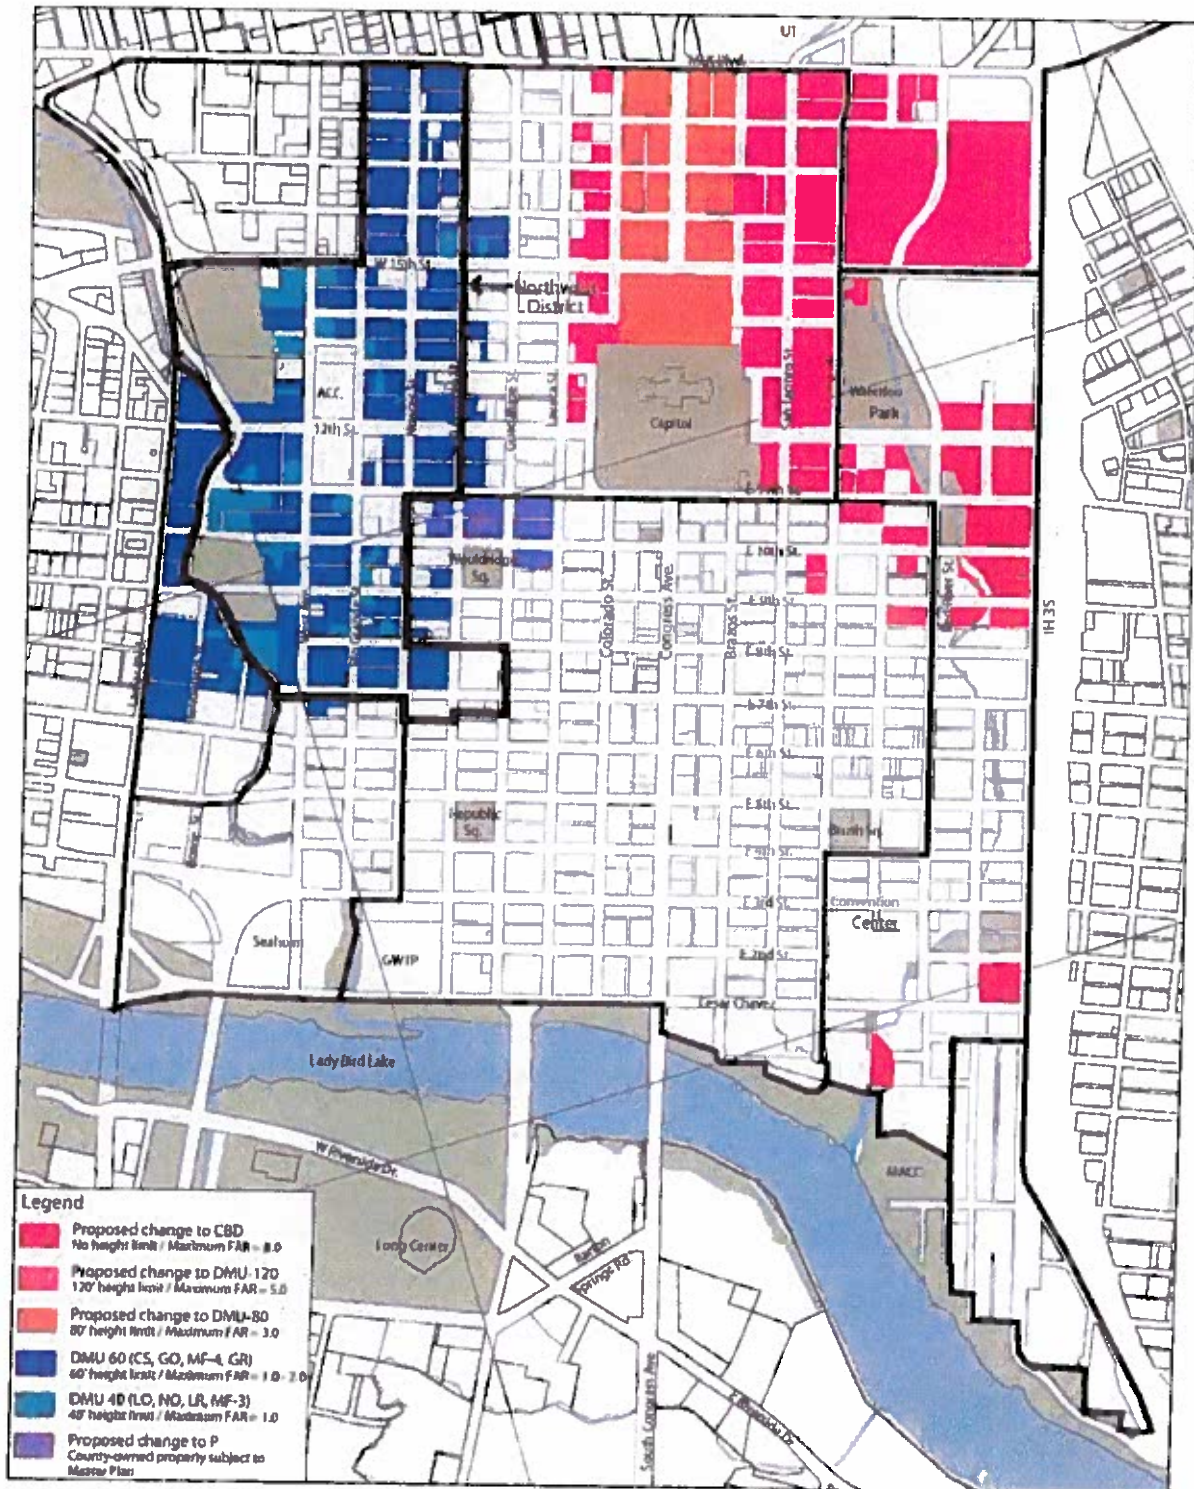 UT
MLK Blvd.
W 15th St.
Northwest
District
ACC
12th St.
Guadalupe St.
Lavaca St.
San Jacinto St.
Capitol
Waterloo
Park
E 11th St.
Wooldridge
Sq.
E 10th St.
E 9th St.
E 8th St.
Colorado St.
Congress Ave.
Brazos St.
IH 35
E 7th St.
E 6th St.
E 5th St.
Republic
Sq.
Brush Sq.
E 4th St.
E 3rd St.
Convention
Center
Seaholm
GWTP
E 2nd St.
Cesar Chavez
Lady Bird Lake
W Riverside Dr.
MACC
Long Center
Barton
Springs Rd.
South Congress Ave
E Riverside Dr.
Legend
Proposed change to CBD
No height limit / Maximum FAR = 8.0
Proposed change to DMU-120
120' height limit / Maximum FAR = 5.0
Proposed change to DMU-80
80' height limit / Maximum FAR = 3.0
DMU 60 (CS, GO, MF-4, GR)
60' height limit / Maximum FAR = 1.0 - 2.0
DMU 40 (LO, NO, LR, MF-3)
40' height limit / Maximum FAR = 1.0
Proposed change to P
County-owned property subject to
Master Plan